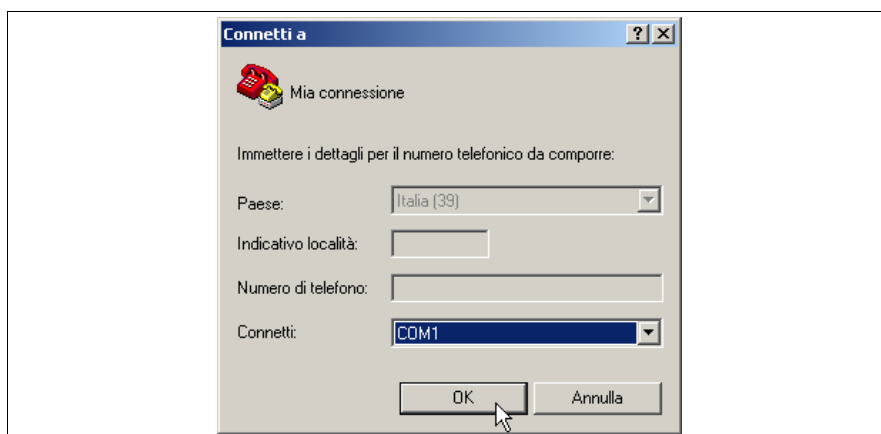 Connetti a
Mia connessione
Immettere i dettagli per il numero telefonico da comporre:
Paese: Italia (39)
Indicativo località:
Numero di telefono:
Connetti: COM1
OK Annulla